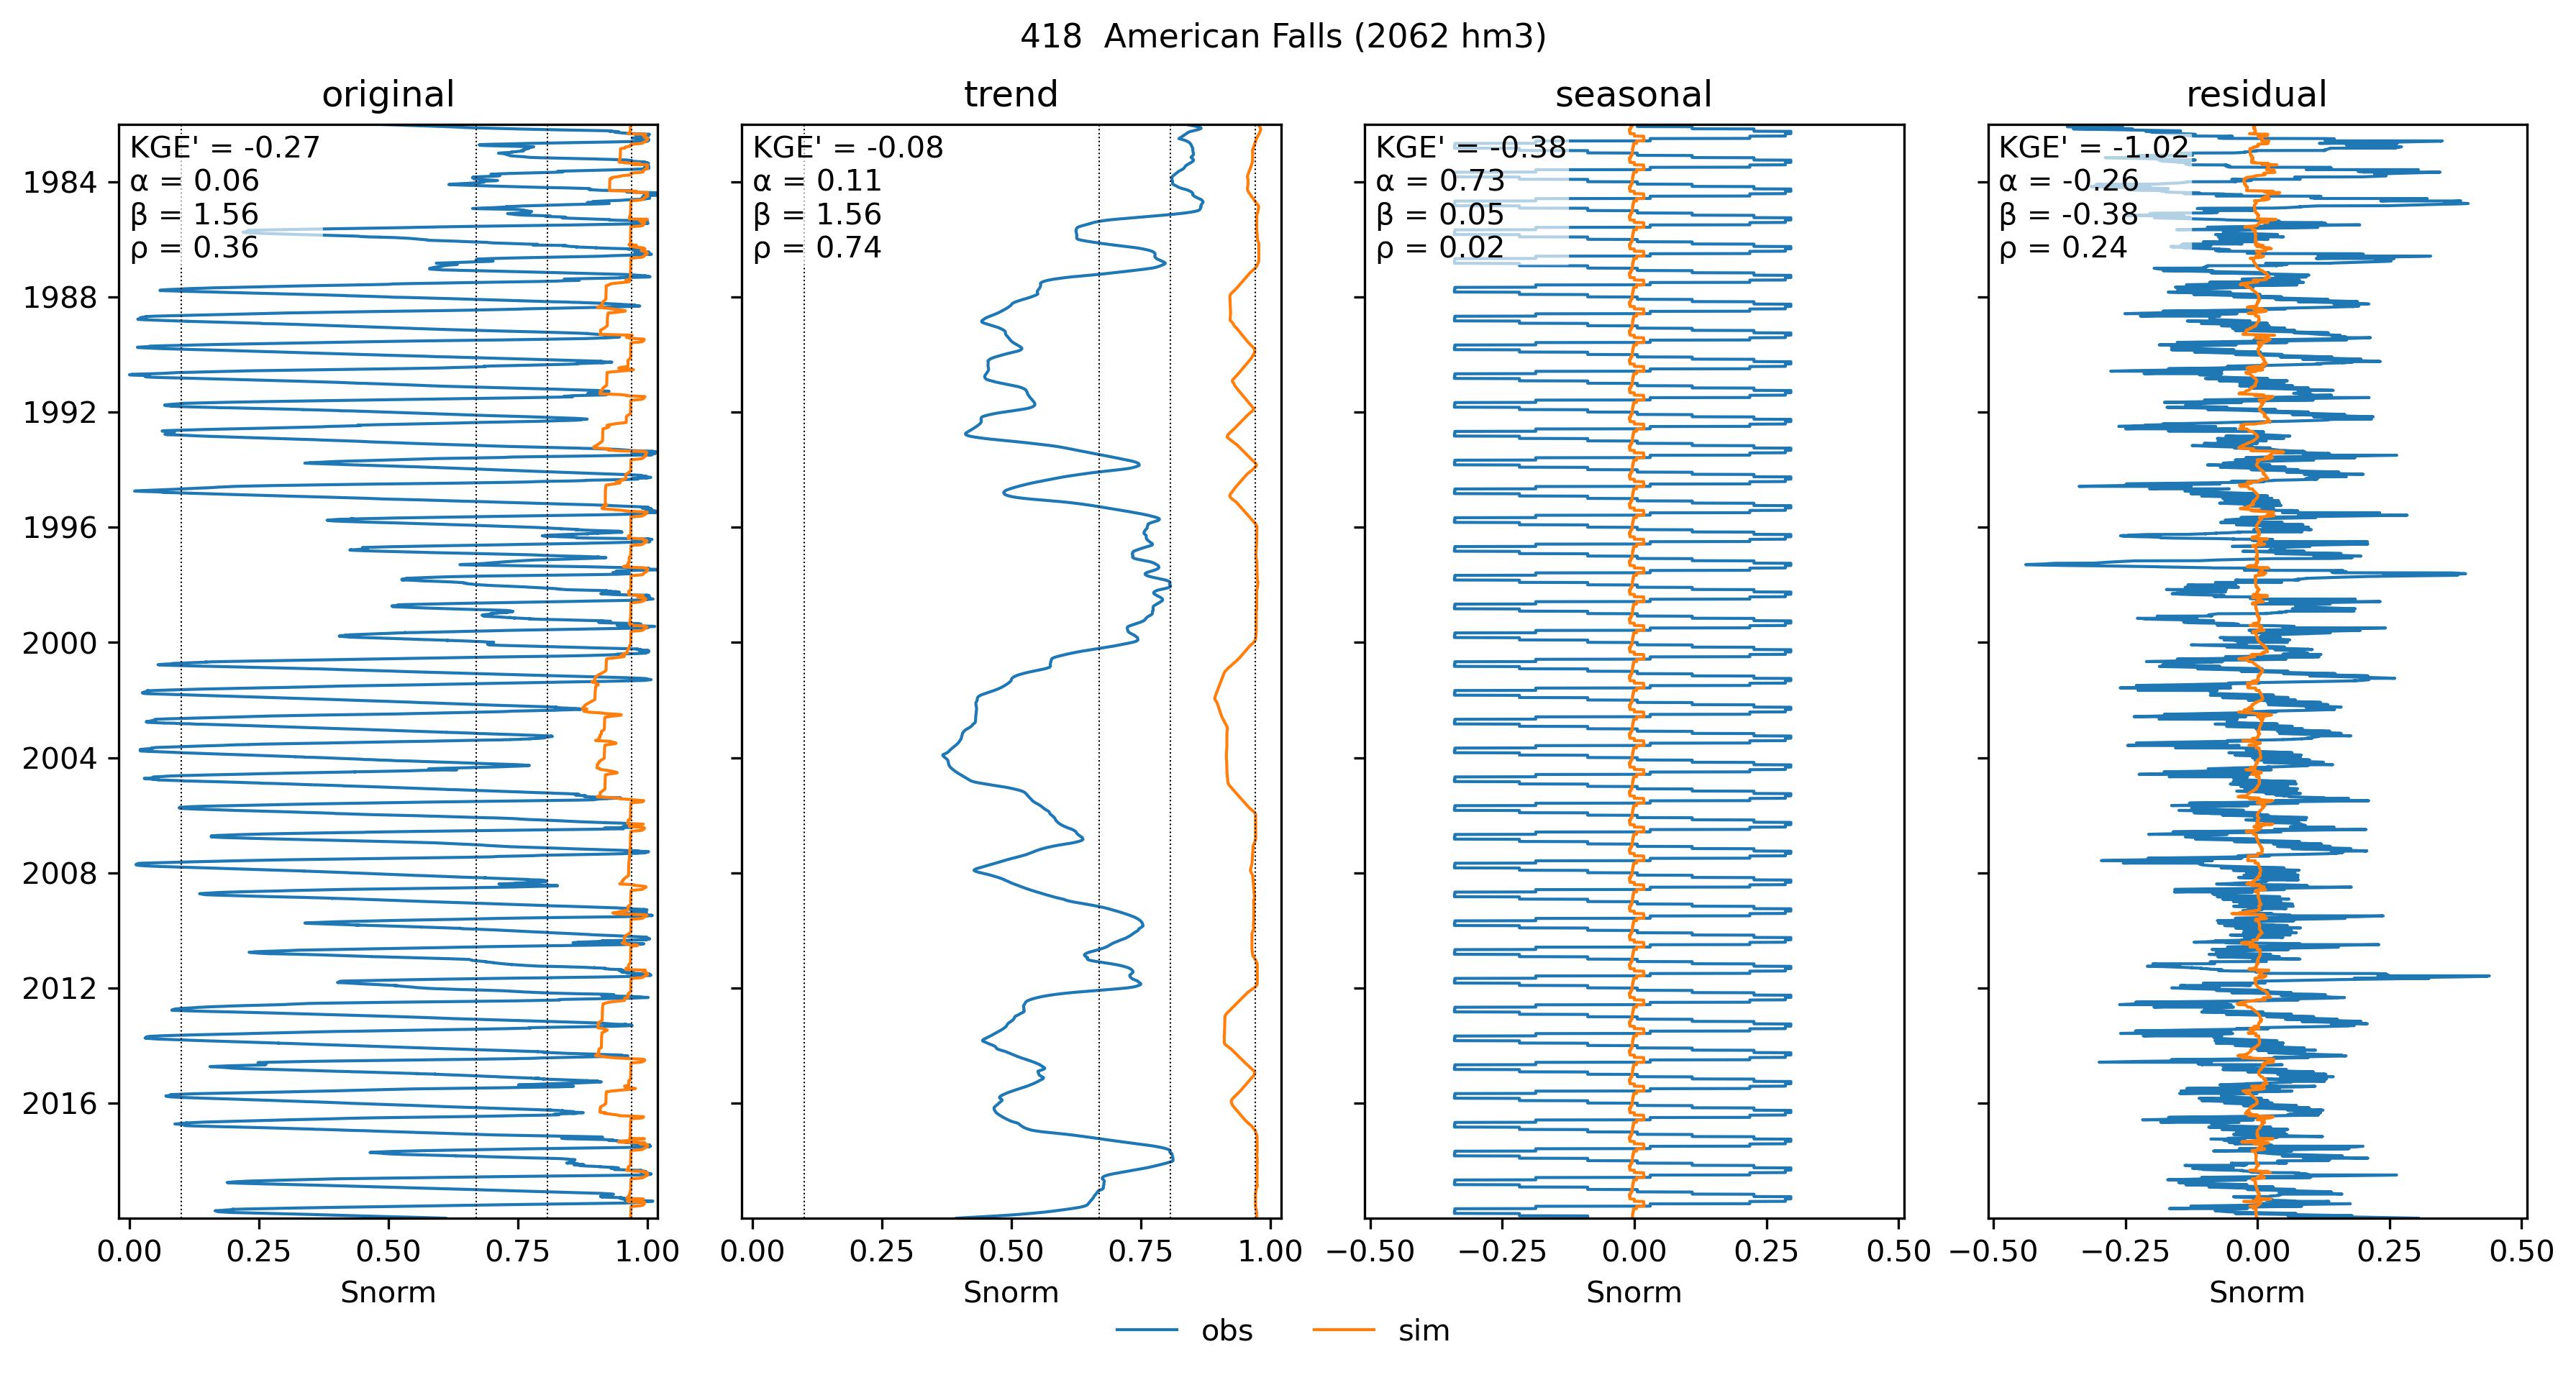 418  American Falls (2062 hm3)
original
trend
seasonal
residual
KGE' = -0.27
α = 0.06
β = 1.56
ρ = 0.36
KGE' = -0.08
α = 0.11
β = 1.56
ρ = 0.74
KGE' = -0.38
α = 0.73
β = 0.05
ρ = 0.02
KGE' = -1.02
α = -0.26
β = -0.38
ρ = 0.24
1984
1988
1992
1996
2000
2004
2008
2012
2016
0.00 0.25 0.50 0.75 1.00
0.00 0.25 0.50 0.75 1.00
−0.50 −0.25 0.00 0.25 0.50
−0.50 −0.25 0.00 0.25 0.50
Snorm
Snorm
Snorm
Snorm
obs
sim